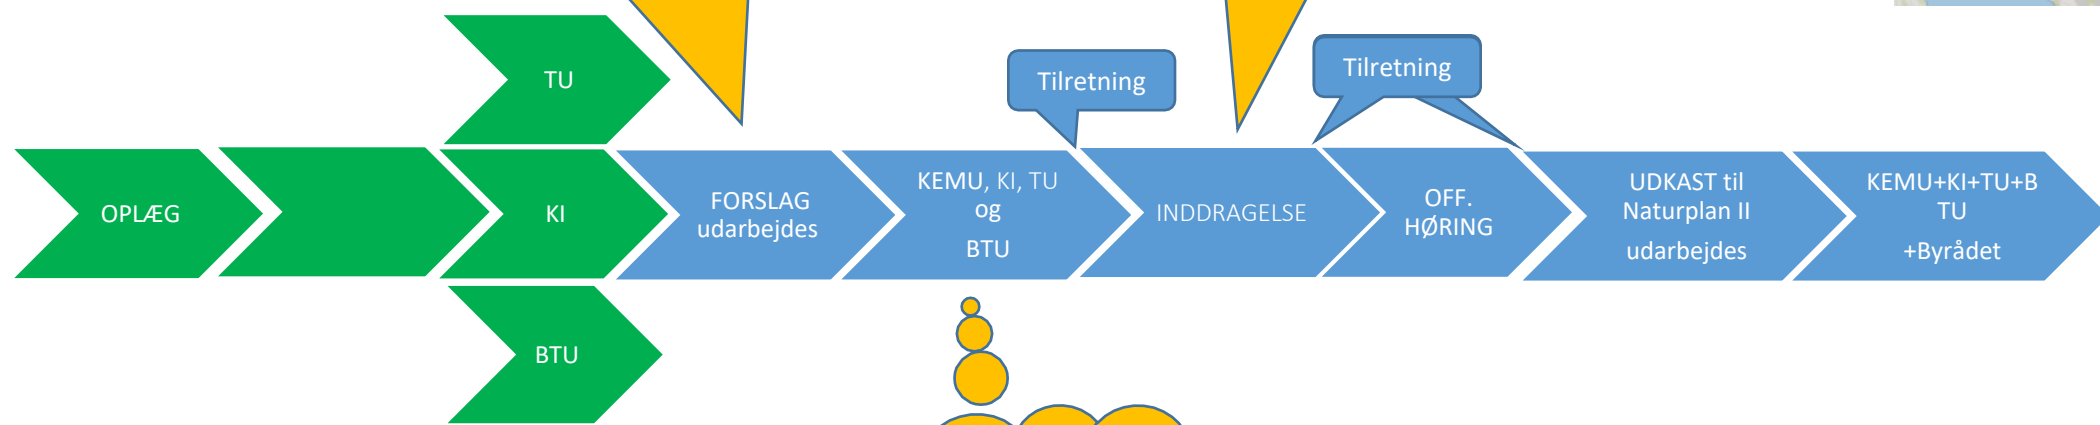 TU
Tilretning
Tilretning
OPLÆG
KI
FORSLAG
udarbejdes
KEMU, KI, TU
og
BTU
INDDRAGELSE
OFF.
HØRING
UDKAST til
Naturplan II
udarbejdes
KEMU+KI+TU+B
TU
+Byrådet
BTU